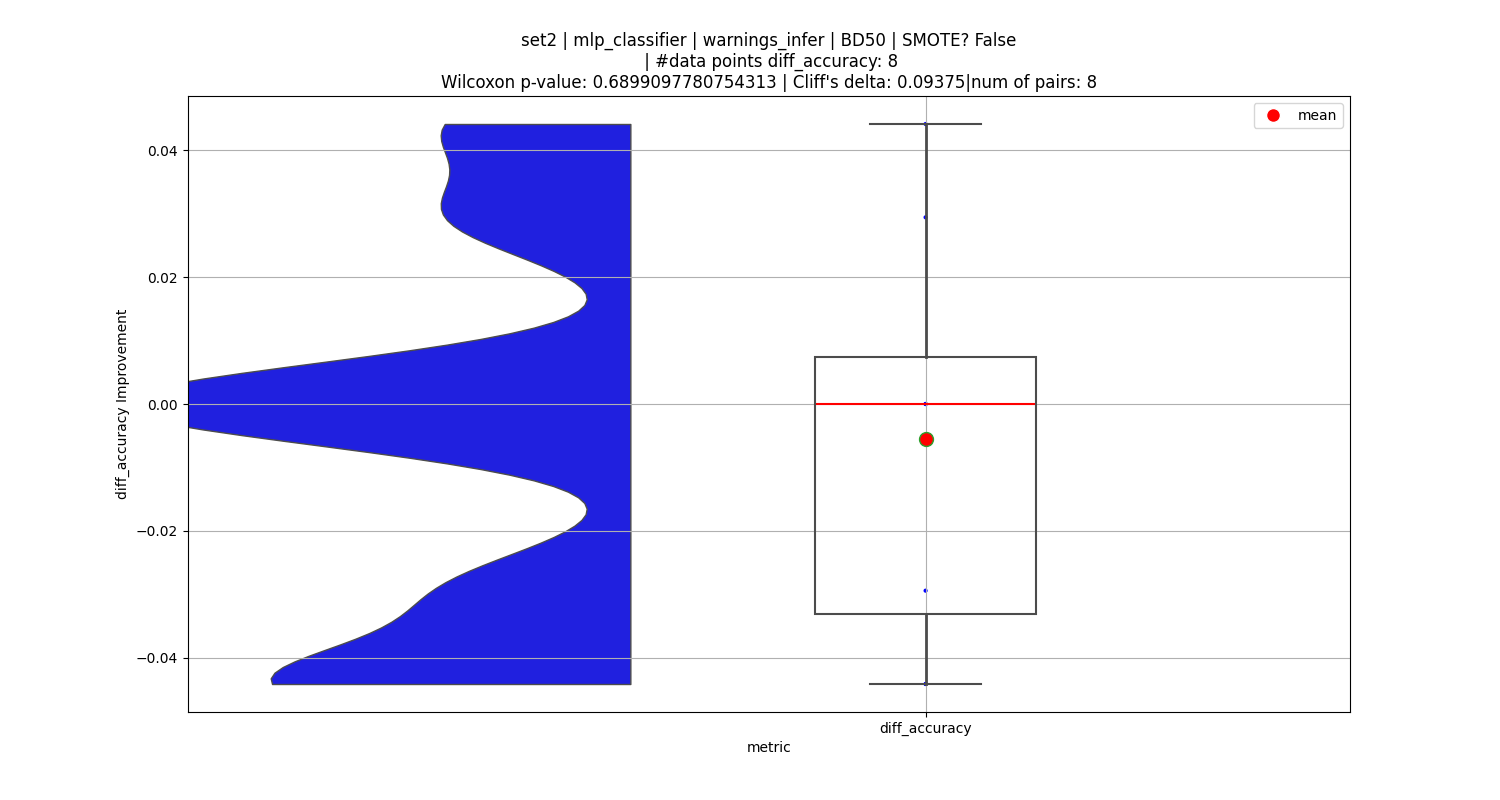 set2 | mlp_classifier | warnings_infer | BD50 | SMOTE? False
| #data points diff_accuracy: 8
Wilcoxon p-value: 0.6899097780754313 | Cliff's delta: 0.09375|num of pairs: 8
mean
0.04
0.02
0.00
−0.02
−0.04
diff_accuracy Improvement
diff_accuracy
metric